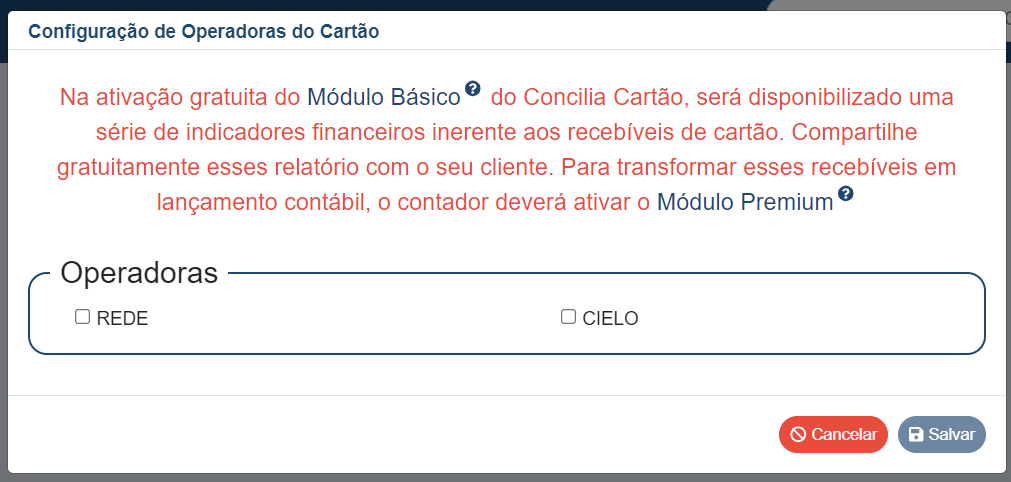 Configuração de Operadoras do Cartão
Na ativação gratuita do Módulo Básico do Concilia Cartão, será disponibilizado uma
série de indicadores financeiros inerente aos recebíveis de cartão. Compartilhe
gratuitamente esses relatório com o seu cliente. Para transformar esses recebíveis em
lançamento contábil, o contador deverá ativar o Módulo Premium
Operadoras
REDE
CIELO
Cancelar
Salvar